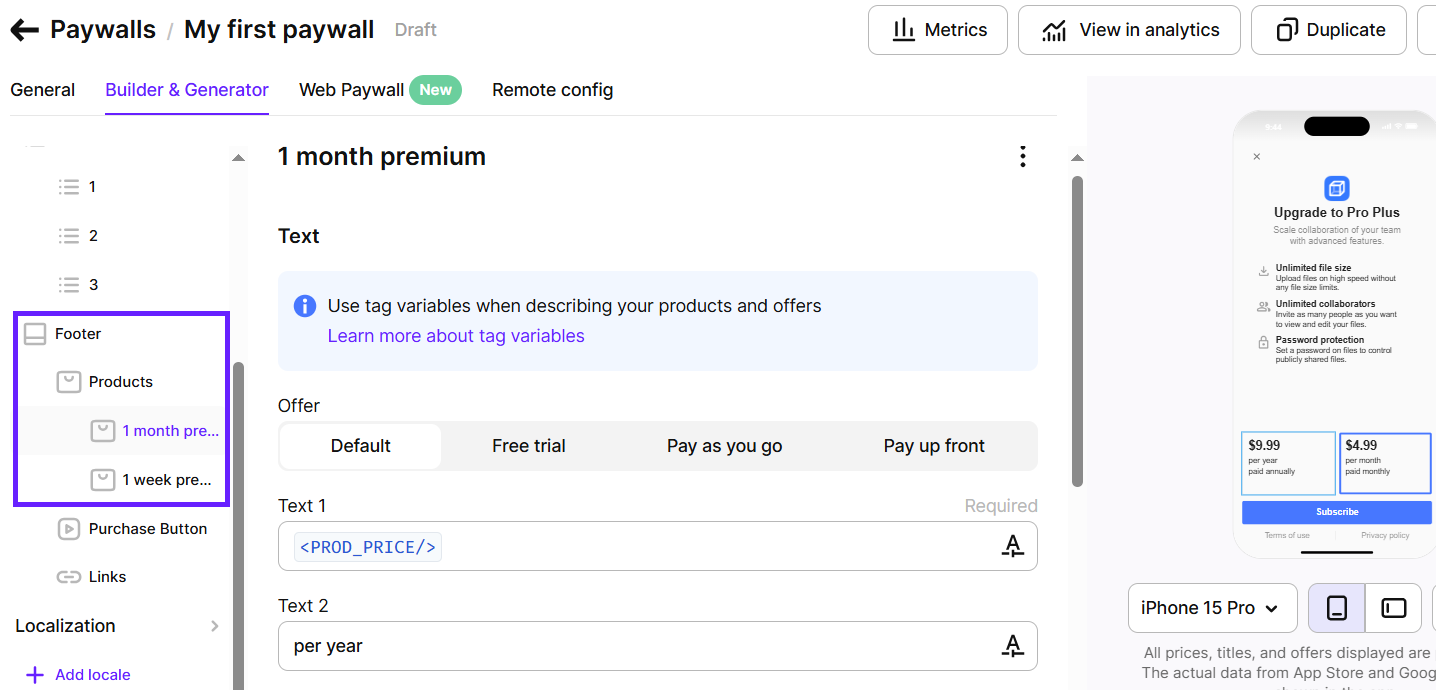 Paywalls / My first paywall Draft
Metrics
View in analytics
Duplicate
General
Builder & Generator
Web Paywall New
Remote config
1
2
3
Footer
Products
1 month pre...
1 week pre...
Purchase Button
Links
Localization
+ Add locale
1 month premium
Text
Use tag variables when describing your products and offers
Learn more about tag variables
Offer
Default
Free trial
Pay as you go
Pay up front
Text 1
Required
<PROD_PRICE/>
Text 2
per year
9:44
Upgrade to Pro Plus
Scale collaboration of your team
with advanced features.
Unlimited file size
Upload files on high speed without
any file size limits.
Unlimited collaborators
Invite as many people as you want
to view and edit your files.
Password protection
Set a password on files to control
publicly shared files.
$9.99
per year
paid annually
$4.99
per month
paid monthly
Subscribe
Terms of use
Privacy policy
iPhone 15 Pro
All prices, titles, and offers displayed are
The actual data from App Store and Goog